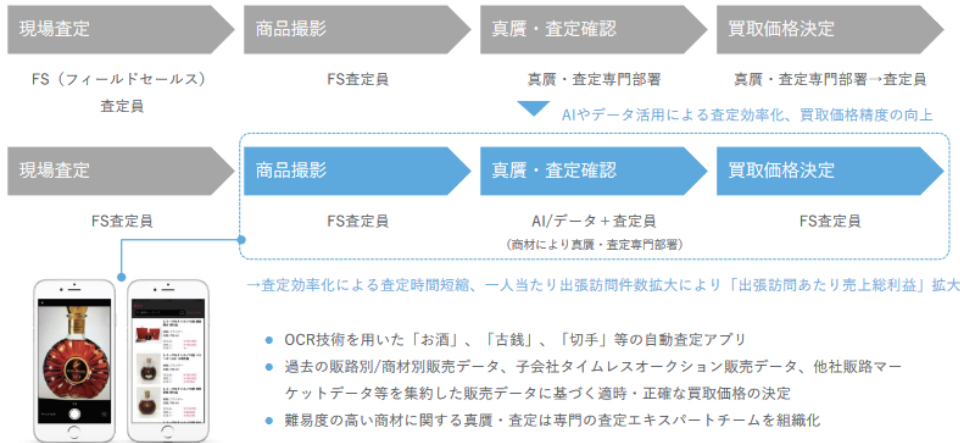 現場査定
商品撮影
真贋・査定確認
買取価格決定
FS（フィールドセールス）
査定員
FS査定員
真贋・査定専門部署
真贋・査定専門部署→査定員
AIやデータ活用による査定効率化、買取価格精度の向上
現場査定
商品撮影
真贋・査定確認
買取価格決定
FS査定員
FS査定員
AI/データ＋査定員
（商材により真贋・査定専門部署）
FS査定員
→査定効率化による査定時間短縮、一人当たり出張訪問件数拡大により「出張訪問あたり売上総利益」拡大
● OCR技術を用いた「お酒」、「古銭」、「切手」等の自動査定アプリ
● 過去の販路別/商材別販売データ、子会社タイムレスオークション販売データ、他社販路マー
ケットデータ等を集約した販売データに基づく適時・正確な買取価格の決定
● 難易度の高い商材に関する真贋・査定は専門の査定エキスパートチームを組織化